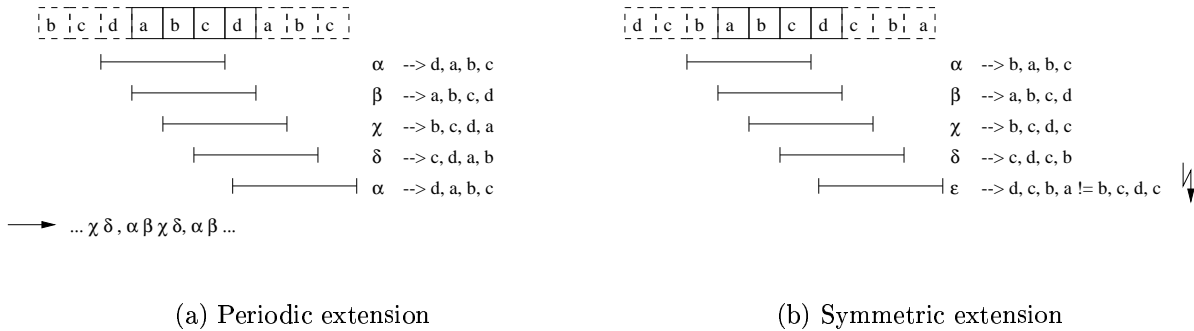 b c d a b c d a b c
α --> d, a, b, c
β --> a, b, c, d
χ --> b, c, d, a
δ --> c, d, a, b
α --> d, a, b, c
... χ δ , α β χ δ, α β ...
(a) Periodic extension
d c b a b c d c b a
α --> b, a, b, c
β --> a, b, c, d
χ --> b, c, d, c
δ --> c, d, c, b
ε --> d, c, b, a != b, c, d, c
(b) Symmetric extension